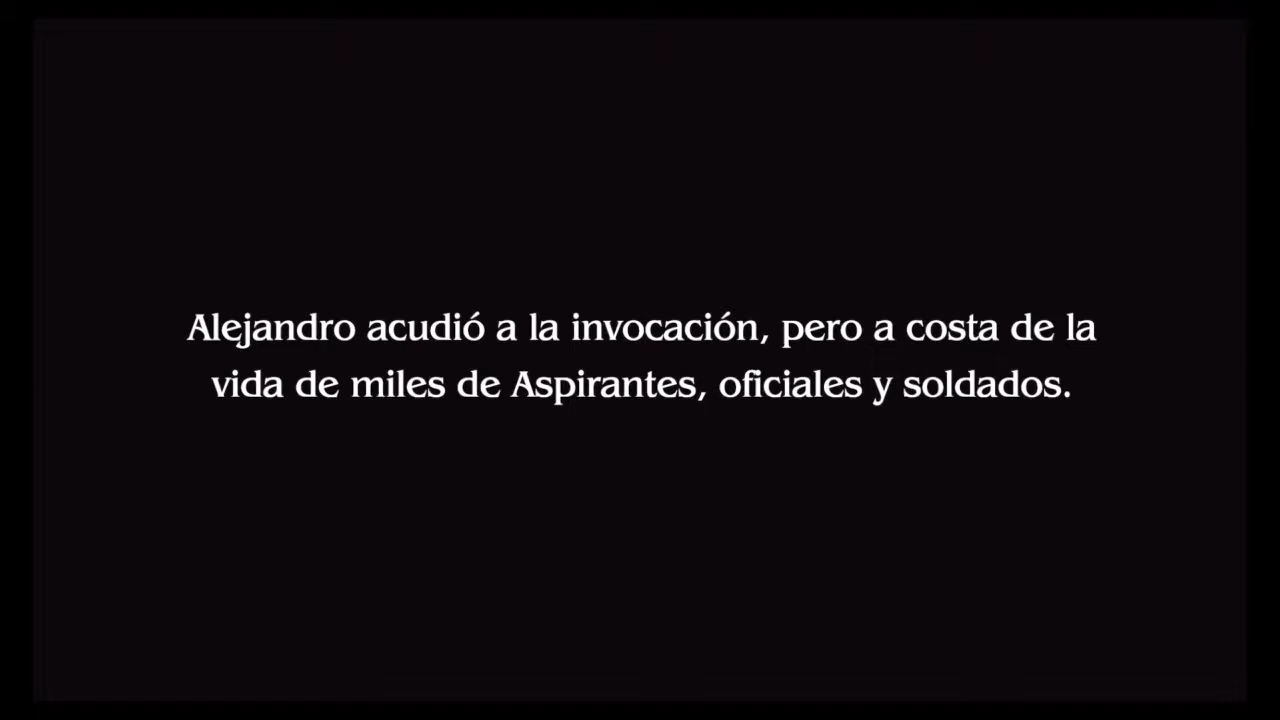 Alejandro acudió a la invocación, pero a costa de la
vida de miles de Aspirantes, oficiales y soldados.